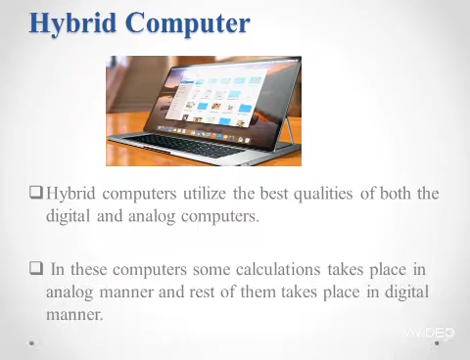 Hybrid Computer
Hybrid computers utilize the best qualities of both the
digital and analog computers.
In these computers some calculations takes place in
analog manner and rest of them takes place in digital
manner.